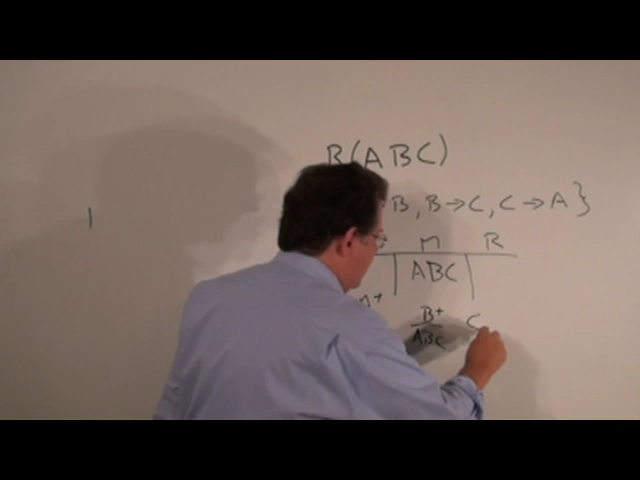 R(ABC)
B, B→C, C→A}
M R
ABC
B⁺ C
ABC